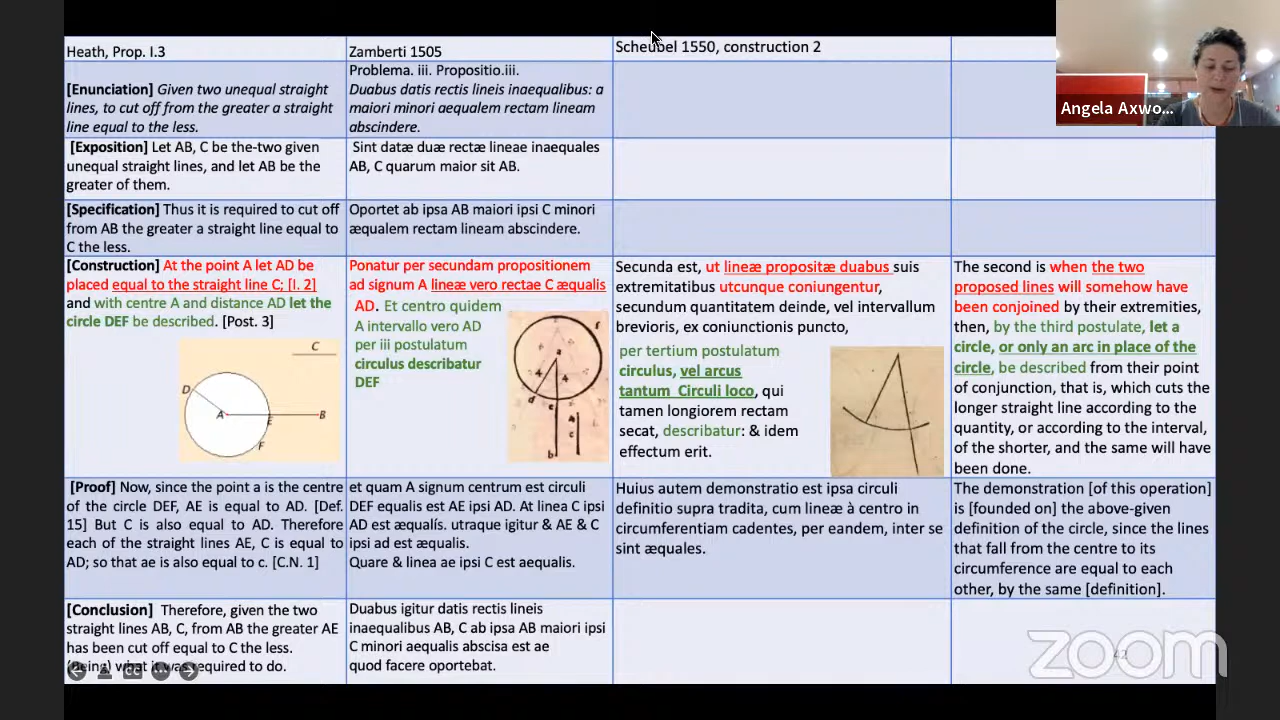 Heath, Prop. I.3
Zamberti 1505
Scheubel 1550, construction 2
Angela Axwo...
[Enunciation] Given two unequal straight
lines, to cut off from the greater a straight
line equal to the less.
Problema. iii. Propositio.iii.
Duabus datis rectis lineis inaequalibus: a
maiori minori aequalem rectam lineam
abscindere.
[Exposition] Let AB, C be the-two given
unequal straight lines, and let AB be the
greater of them.
Sint datæ duæ rectæ lineae inaequales
AB, C quarum maior sit AB.
[Specification] Thus it is required to cut off
from AB the greater a straight line equal to
C the less.
Oportet ab ipsa AB maiori ipsi C minori
æqualem rectam lineam abscindere.
[Construction] At the point A let AD be
placed equal to the straight line C; [I. 2]
and with centre A and distance AD let the
circle DEF be described. [Post. 3]
C
D
A
E
B
F
Ponatur per secundam propositionem
ad signum A lineæ vero rectae C æqualis
AD. Et centro quidem
A intervallo vero AD
per iii postulatum
circulus describatur
DEF
f
a
d
e
c
b
Secunda est, ut lineæ propositæ duabus suis
extremitatibus utcunque coniungentur,
secundum quantitatem deinde, vel intervallum
brevioris, ex coniunctionis puncto,
per tertium postulatum
circulus, vel arcus
tantum Circuli loco, qui
tamen longiorem rectam
secat, describatur: & idem
effectum erit.
The second is when the two
proposed lines will somehow have
been conjoined by their extremities,
then, by the third postulate, let a
circle, or only an arc in place of the
circle, be described from their point
of conjunction, that is, which cuts the
longer straight line according to the
quantity, or according to the interval,
of the shorter, and the same will have
been done.
[Proof] Now, since the point a is the centre
of the circle DEF, AE is equal to AD. [Def.
15] But C is also equal to AD. Therefore
each of the straight lines AE, C is equal to
AD; so that ae is also equal to c. [C.N. 1]
et quam A signum centrum est circuli
DEF equalis est AE ipsi AD. At linea C ipsi
AD est æqualís. utraque igitur & AE & C
ipsi ad est æqualis.
Quare & linea ae ipsi C est aequalis.
Huius autem demonstratio est ipsa circuli
definitio supra tradita, cum lineæ à centro in
circumferentiam cadentes, per eandem, inter se
sint æquales.
The demonstration [of this operation]
is [founded on] the above-given
definition of the circle, since the lines
that fall from the centre to its
circumference are equal to each
other, by the same [definition].
[Conclusion] Therefore, given the two
straight lines AB, C, from AB the greater AE
has been cut off equal to C the less.
(Being) what it was required to do.
Duabus igitur datis rectis lineis
inaequalibus AB, C ab ipsa AB maiori ipsi
C minori aequalis abscisa est ae
quod facere oportebat.
CC
42
zoom